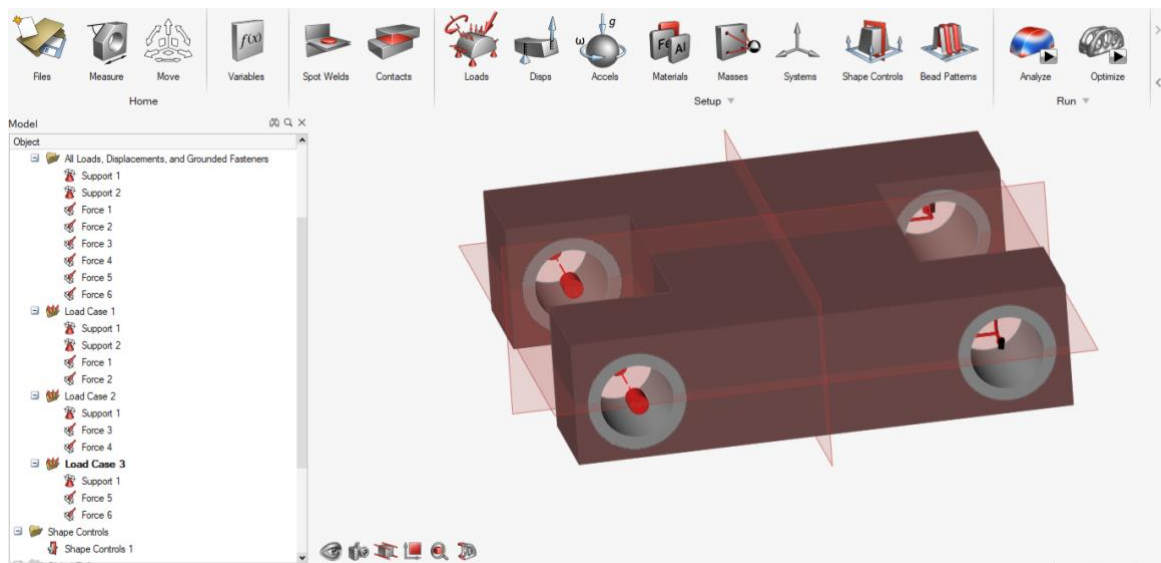 f(x)
Fe Al
ω g
Files Measure Move Variables Spot Welds Contacts Loads Disps Accels Materials Masses Systems Shape Controls Bead Patterns Analyze Optimize
Home Setup Run
Model
Object
All Loads, Displacements, and Grounded Fasteners
Support 1
Support 2
Force 1
Force 2
Force 3
Force 4
Force 5
Force 6
Load Case 1
Support 1
Support 2
Force 1
Force 2
Load Case 2
Support 1
Force 3
Force 4
Load Case 3
Support 1
Force 5
Force 6
Shape Controls
Shape Controls 1